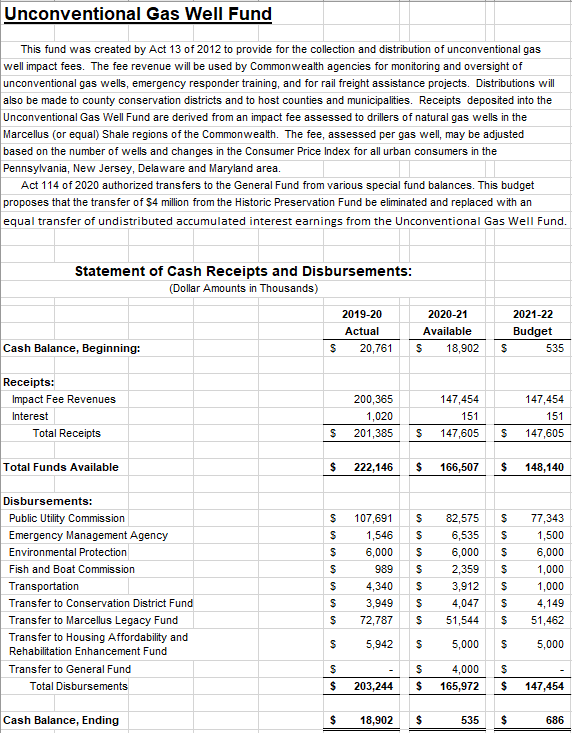 Unconventional Gas Well Fund
This fund was created by Act 13 of 2012 to provide for the collection and distribution of unconventional gas
well impact fees. The fee revenue will be used by Commonwealth agencies for monitoring and oversight of
unconventional gas wells, emergency responder training, and for rail freight assistance projects. Distributions will
also be made to county conservation districts and to host counties and municipalities. Receipts deposited into the
Unconventional Gas Well Fund are derived from an impact fee assessed to drillers of natural gas wells in the
Marcellus (or equal) Shale regions of the Commonwealth. The fee, assessed per gas well, may be adjusted
based on the number of wells and changes in the Consumer Price Index for all urban consumers in the
Pennsylvania, New Jersey, Delaware and Maryland area.
Act 114 of 2020 authorized transfers to the General Fund from various special fund balances. This budget
proposes that the transfer of $4 million from the Historic Preservation Fund be eliminated and replaced with an
equal transfer of undistributed accumulated interest earnings from the Unconventional Gas Well Fund.
Statement of Cash Receipts and Disbursements:
(Dollar Amounts in Thousands)
2019-20 2020-21 2021-22
Actual Available Budget
Cash Balance, Beginning: $ 20,761 $ 18,902 $ 535
Receipts:
Impact Fee Revenues 200,365 147,454 147,454
Interest 1,020 151 151
Total Receipts $ 201,385 $ 147,605 $ 147,605
Total Funds Available $ 222,146 $ 166,507 $ 148,140
Disbursements:
Public Utility Commission $ 107,691 $ 82,575 $ 77,343
Emergency Management Agency $ 1,546 $ 6,535 $ 1,500
Environmental Protection $ 6,000 $ 6,000 $ 6,000
Fish and Boat Commission $ 989 $ 2,359 $ 1,000
Transportation $ 4,340 $ 3,912 $ 1,000
Transfer to Conservation District Fund $ 3,949 $ 4,047 $ 4,149
Transfer to Marcellus Legacy Fund $ 72,787 $ 51,544 $ 51,462
Transfer to Housing Affordability and
Rehabilitation Enhancement Fund $ 5,942 $ 5,000 $ 5,000
Transfer to General Fund $ - $ 4,000 $ -
Total Disbursements $ 203,244 $ 165,972 $ 147,454
Cash Balance, Ending $ 18,902 $ 535 $ 686